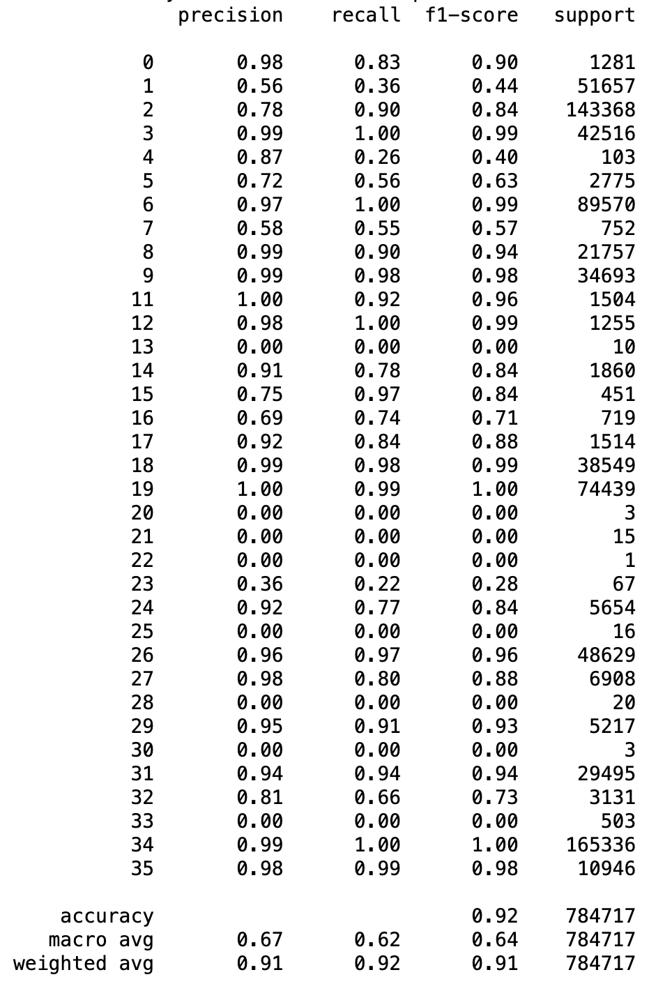 precision recall f1-score support
0 0.98 0.83 0.90 1281
1 0.56 0.36 0.44 51657
2 0.78 0.90 0.84 143368
3 0.99 1.00 0.99 42516
4 0.87 0.26 0.40 103
5 0.72 0.56 0.63 2775
6 0.97 1.00 0.99 89570
7 0.58 0.55 0.57 752
8 0.99 0.90 0.94 21757
9 0.99 0.98 0.98 34693
11 1.00 0.92 0.96 1504
12 0.98 1.00 0.99 1255
13 0.00 0.00 0.00 10
14 0.91 0.78 0.84 1860
15 0.75 0.97 0.84 451
16 0.69 0.74 0.71 719
17 0.92 0.84 0.88 1514
18 0.99 0.98 0.99 38549
19 1.00 0.99 1.00 74439
20 0.00 0.00 0.00 3
21 0.00 0.00 0.00 15
22 0.00 0.00 0.00 1
23 0.36 0.22 0.28 67
24 0.92 0.77 0.84 5654
25 0.00 0.00 0.00 16
26 0.96 0.97 0.96 48629
27 0.98 0.80 0.88 6908
28 0.00 0.00 0.00 20
29 0.95 0.91 0.93 5217
30 0.00 0.00 0.00 3
31 0.94 0.94 0.94 29495
32 0.81 0.66 0.73 3131
33 0.00 0.00 0.00 503
34 0.99 1.00 1.00 165336
35 0.98 0.99 0.98 10946
accuracy 0.92 784717
macro avg 0.67 0.62 0.64 784717
weighted avg 0.91 0.92 0.91 784717